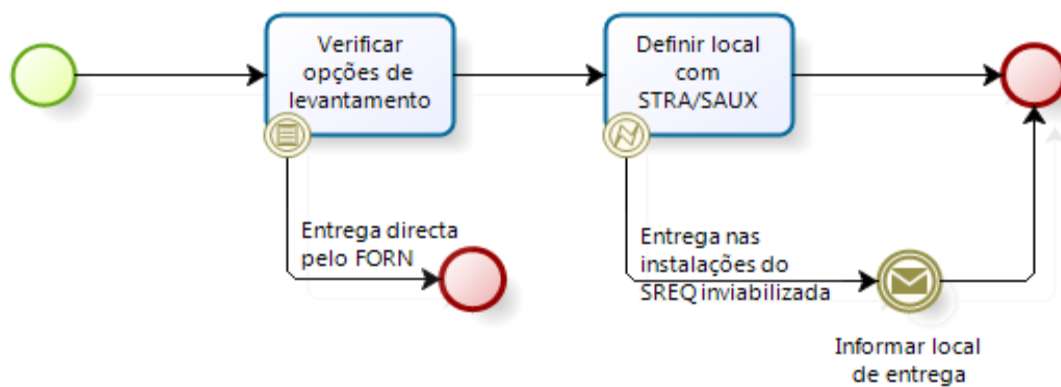 Verificar
opções de
levantamento
Definir local
com
STRA/SAUX
Entrega directa
pelo FORN
Entrega nas
instalações do
SREQ inviabilizada
Informar local
de entrega